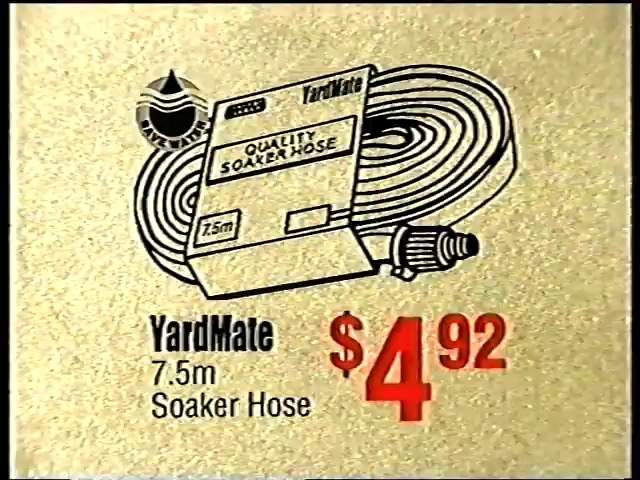 YardMate
QUALITY
SOAKER HOSE
SAVE WATER
7.5m
YardMate
7.5m
Soaker Hose
$4.92